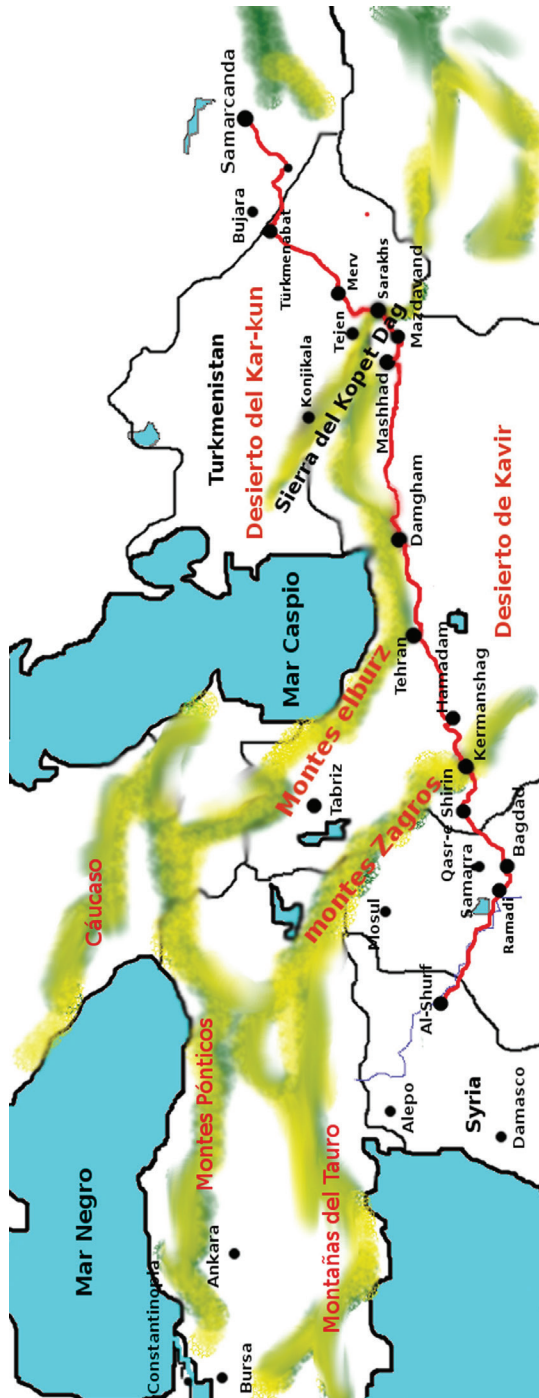 Mar Negro
Cáucaso
Constantinopla
Montes Pónticos
Ankara
Turkmenistan
Samarcanda
Bujara
Bursa
Desierto del Kar-kun
Türkmenabat
Mar Caspio
Konjikala
Montañas del Tauro
Tabriz
Montes elburz
Sierra del Kopet Dag
Tejen
Merv
Mosul
montes Zagros
Mashhad
Sarakhs
Tehran
Alepo
Damgham
Mazdavand
Al-Shurf
Qasr-e Shirin
Hamadam
Samarra
Syria
Kermanshag
Desierto de Kavir
Ramadi
Damasco
Bagdad